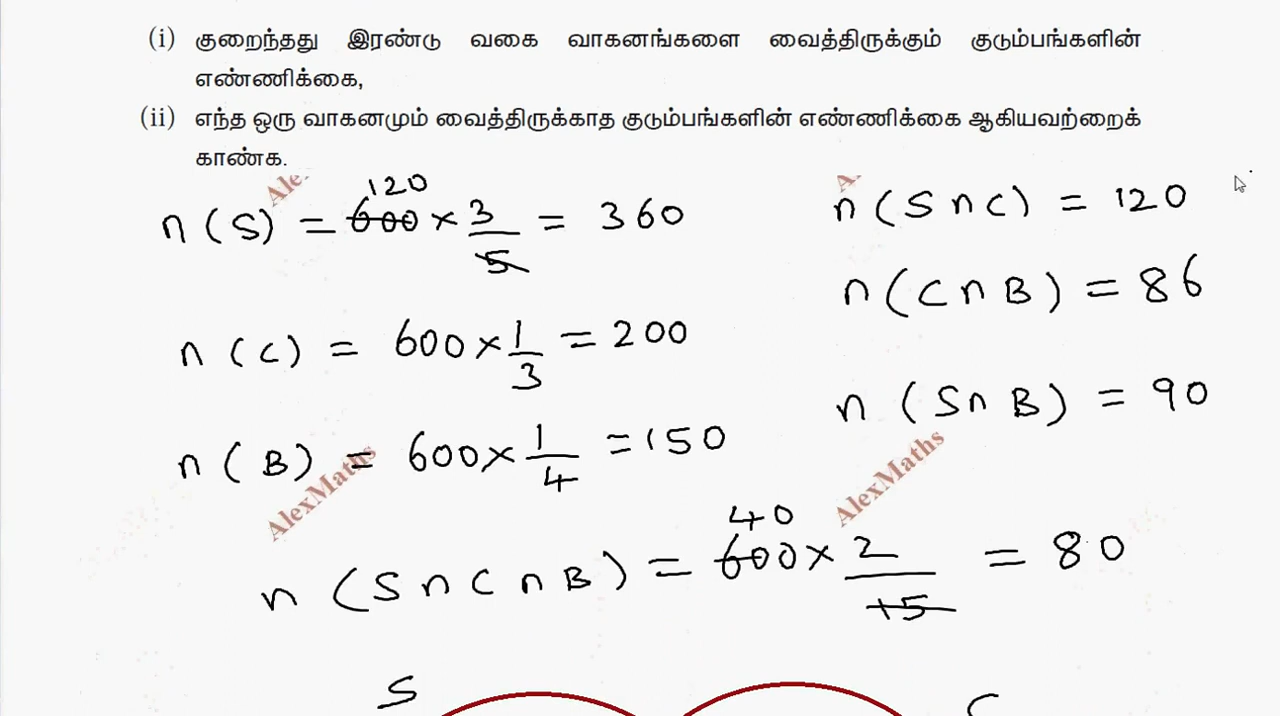 (i) குறைந்தது இரண்டு வகை வாகனங்களை வைத்திருக்கும் குடும்பங்களின்
எண்ணிக்கை,
(ii) எந்த ஒரு வாகனமும் வைத்திருக்காத குடும்பங்களின் எண்ணிக்கை ஆகியவற்றைக்
காண்க.
Ale
A
n(S) = 600 120 × 3/5 = 360
n(S∩C) = 120
n(C∩B) = 86
n(C) = 600 × 1/3 = 200
n(S∩B) = 90
n(B) = 600 × 1/4 = 150
AlexMaths
AlexMaths
n(S∩C∩B) = 600 40 × 2/15 = 80
S
C